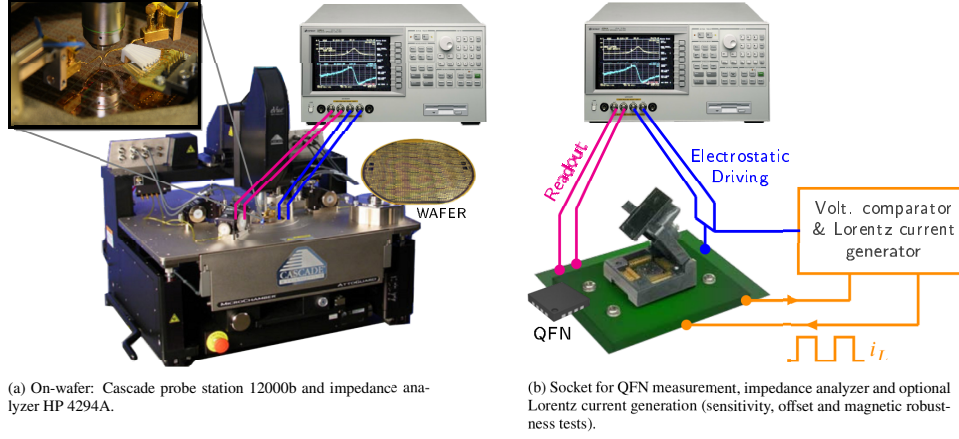 WAFER
CASCADE
MICROCHAMBER
ATTOGUARD
Readout
Electrostatic
Driving
Volt. comparator
& Lorentz current
generator
QFN
i_L
(a) On-wafer: Cascade probe station 12000b and impedance ana-
lyzer HP 4294A.
(b) Socket for QFN measurement, impedance analyzer and optional
Lorentz current generation (sensitivity, offset and magnetic robust-
ness tests).